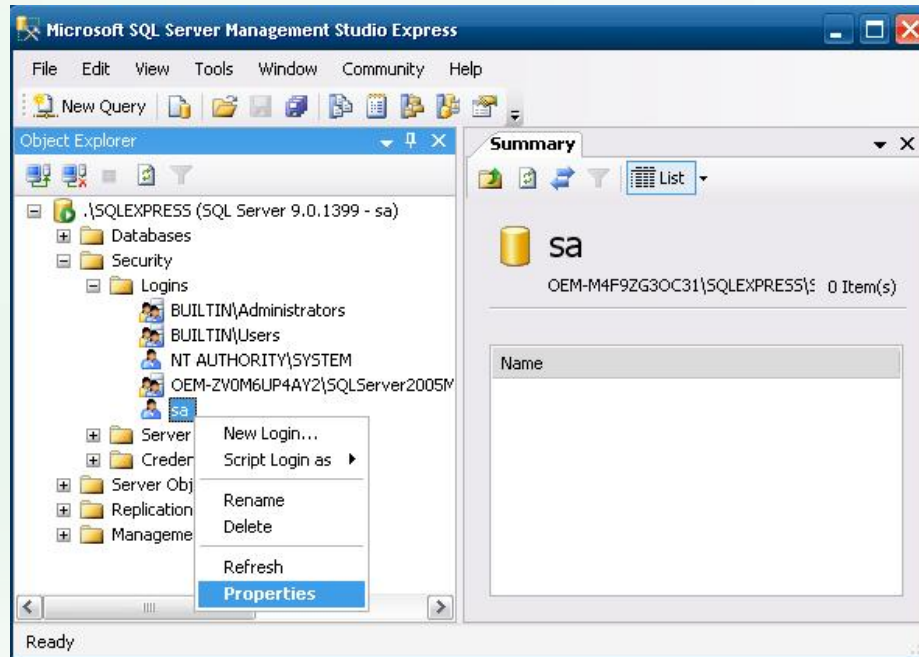 Microsoft SQL Server Management Studio Express
File Edit View Tools Window Community Help
New Query
Object Explorer
.\SQLEXPRESS (SQL Server 9.0.1399 - sa)
Databases
Security
Logins
BUILTIN\Administrators
BUILTIN\Users
NT AUTHORITY\SYSTEM
OEM-ZV0M6UP4AY2\SQLServer2005M
sa
Server
Creden
Server Obj
Replication
Manageme
New Login...
Script Login as
Rename
Delete
Refresh
Properties
Summary
List
sa
OEM-M4F9ZG3OC31\SQLEXPRESS\S 0 Item(s)
Name
Ready